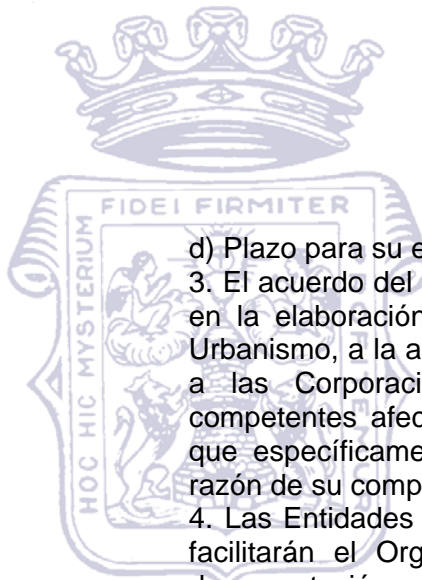 FIDEI FIRMITER
HOC HIC MYSTERIUM
d) Plazo para su e
3. El acuerdo del
en la elaboración
Urbanismo, a la a
a las Corporaci
competentes afec
que específicame
razón de su comp
4. Las Entidades
facilitarán el Org